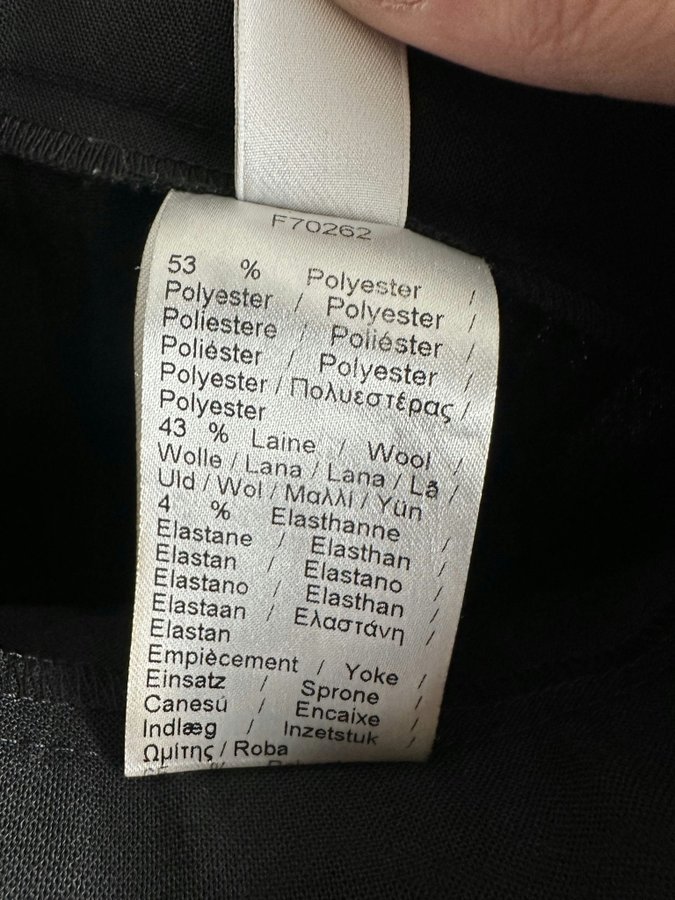 F70262
53 % Polyester /
Polyester / Polyester /
Poliestere / Poliéster /
Poliéster / Polyester /
Polyester / Πολυεστέρας /
Polyester
43 % Laine / Wool /
Wolle / Lana / Lana / Lã /
Uld / Wol / Μαλλί / Yün
4 % Elasthanne /
Elastane / Elasthan /
Elastan / Elastano /
Elastano / Elasthan /
Elastaan / Ελαστάνη /
Elastan
Empiècement / Yoke /
Einsatz / Sprone /
Canesú / Encaixe /
Indlæg / Inzetstuk /
Ωμίτης / Roba
%